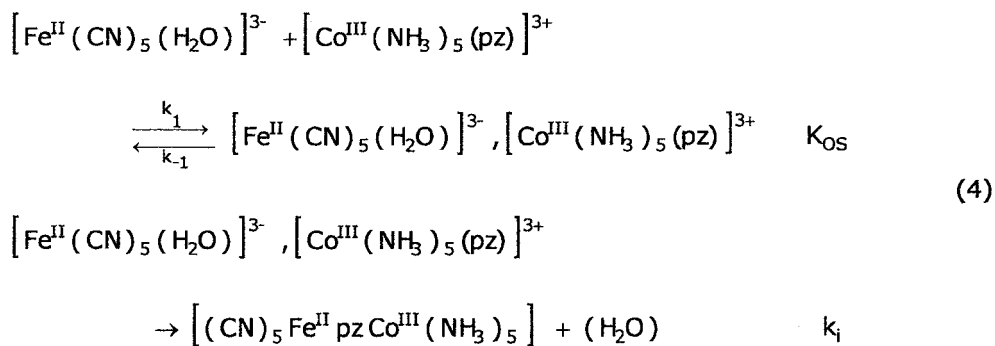 [Fe^II(CN)_5(H_2O)]^3- + [Co^III(NH_3)_5(pz)]^3+
k_1
⇌ [Fe^II(CN)_5(H_2O)]^3- , [Co^III(NH_3)_5(pz)]^3+ K_OS
k_-1
(4)
[Fe^II(CN)_5(H_2O)]^3- , [Co^III(NH_3)_5(pz)]^3+
→ [(CN)_5 Fe^II pz Co^III(NH_3)_5] + (H_2O) k_i